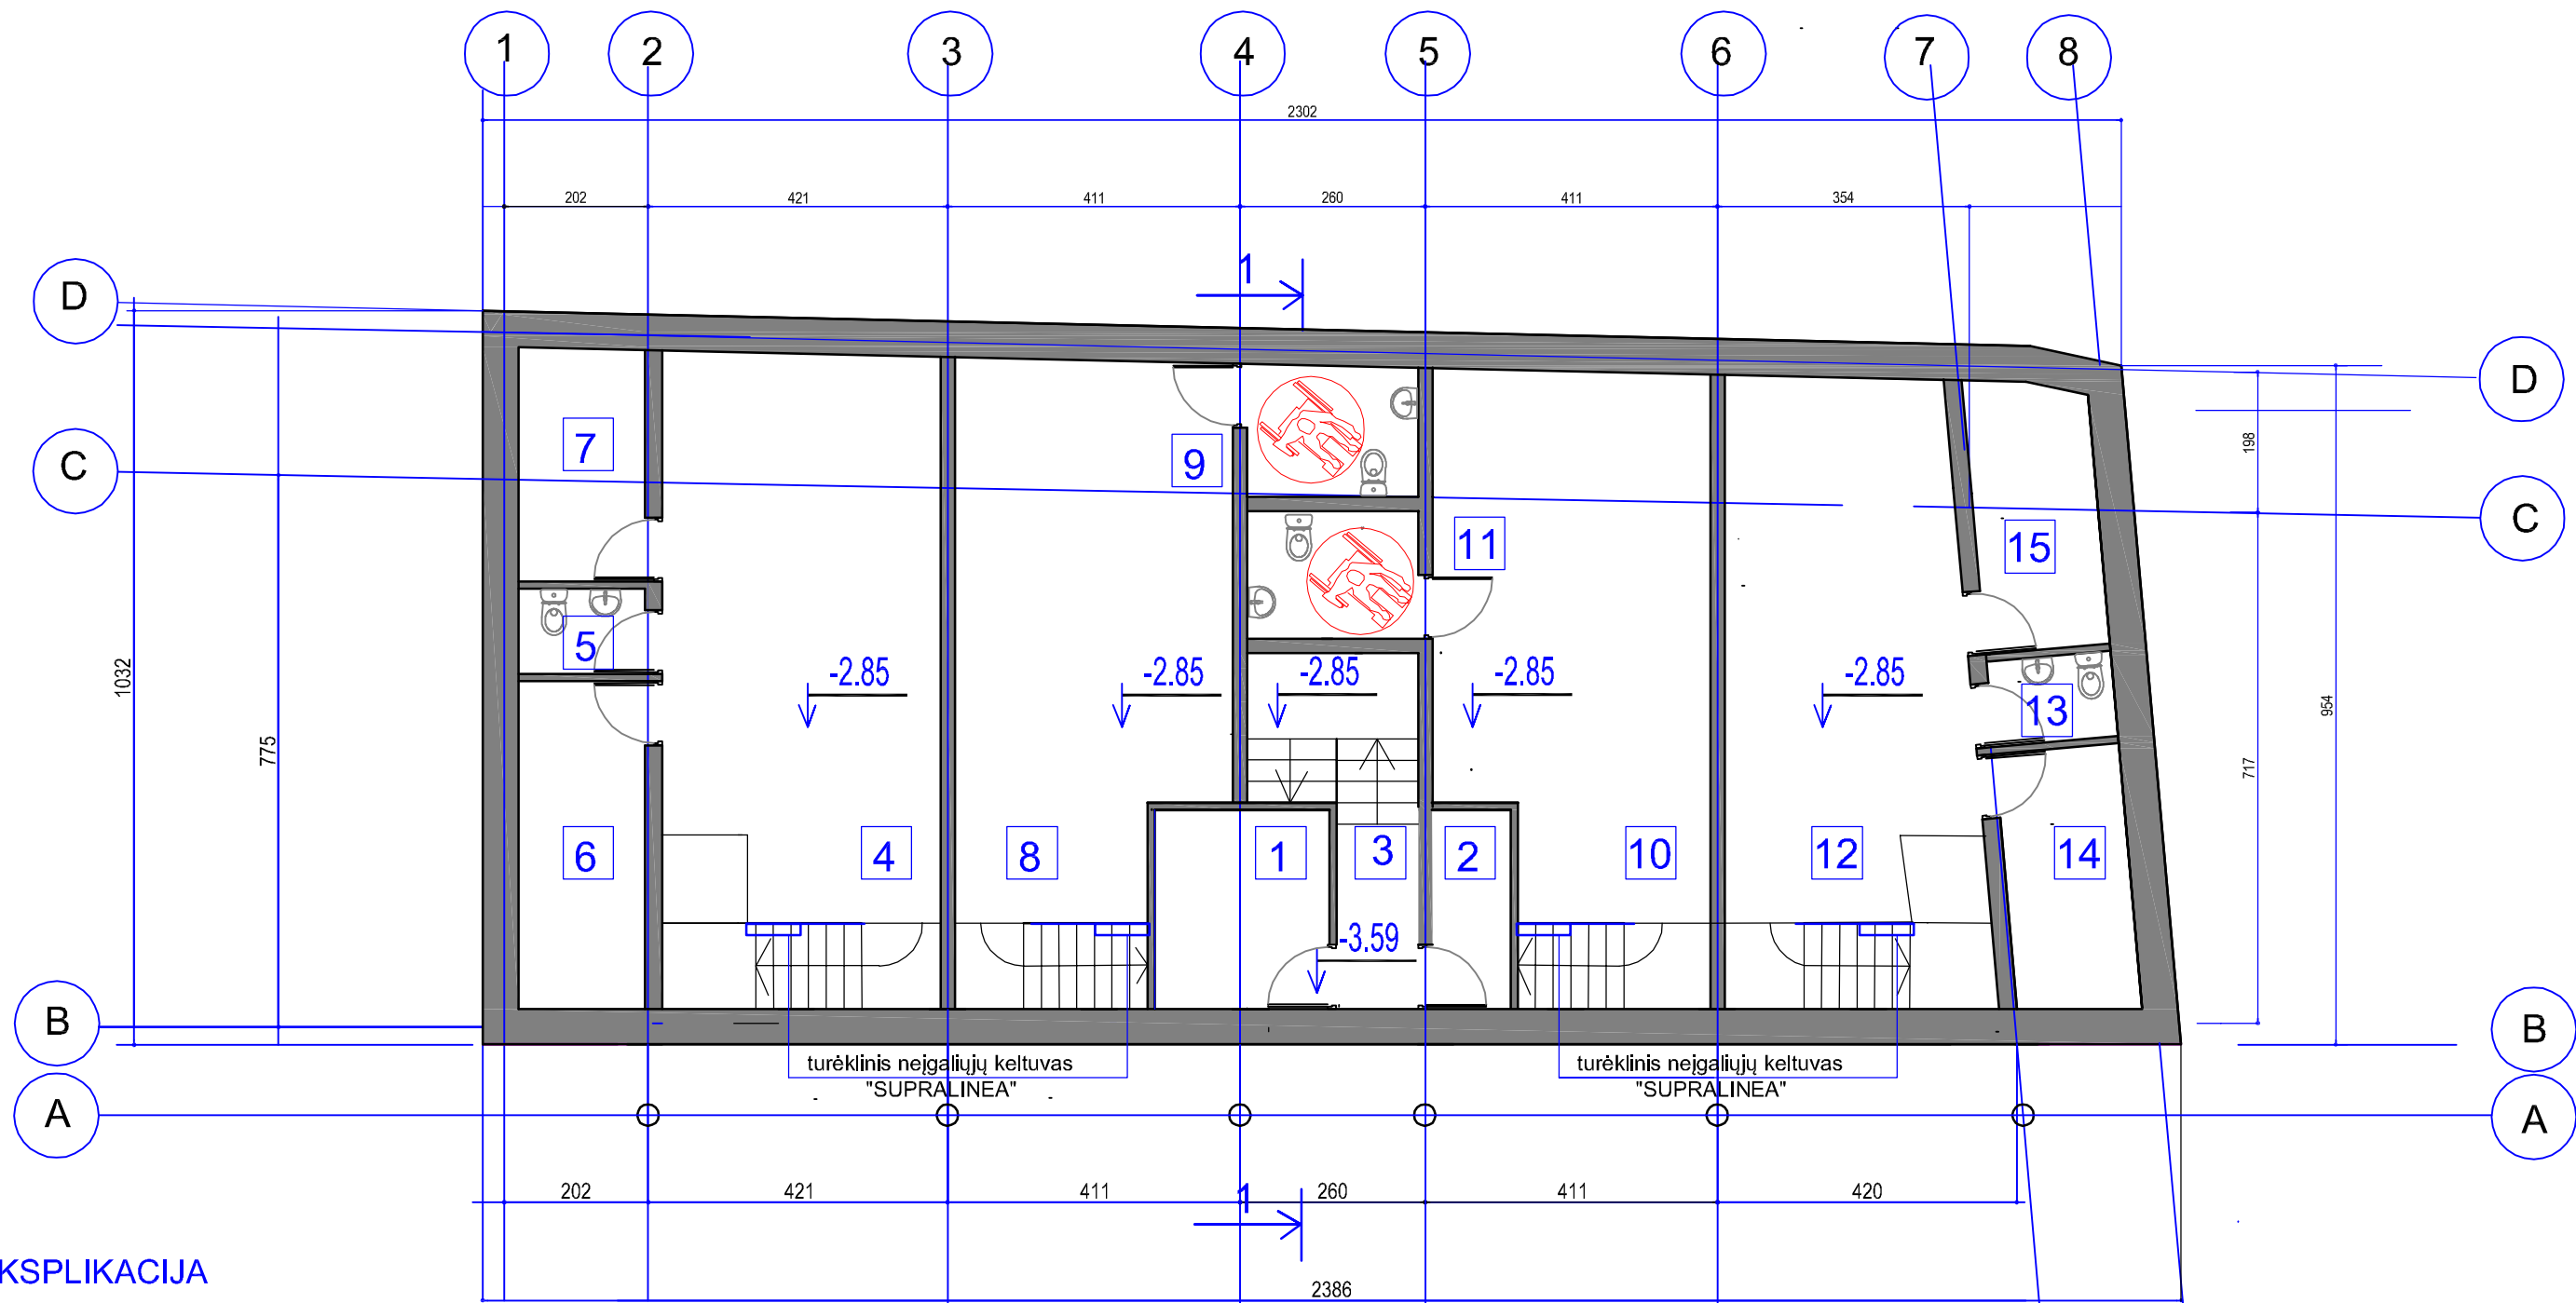 1 2 3 4 5 6 7 8
2302
202 421 411 260 411 354
1
D
D
C
C
7
9
11
15
198
5
13
1032
775
-2.85 -2.85 -2.85 -2.85 -2.85
954
717
6 4 8 1 3 2 10 12 14
-3.59
B
B
turėklinis neįgaliųjų keltuvas
"SUPRALINEA"
turėklinis neįgaliųjų keltuvas
"SUPRALINEA"
A
A
202 421 411 260 411 420
1
KSPLIKACIJA
2386